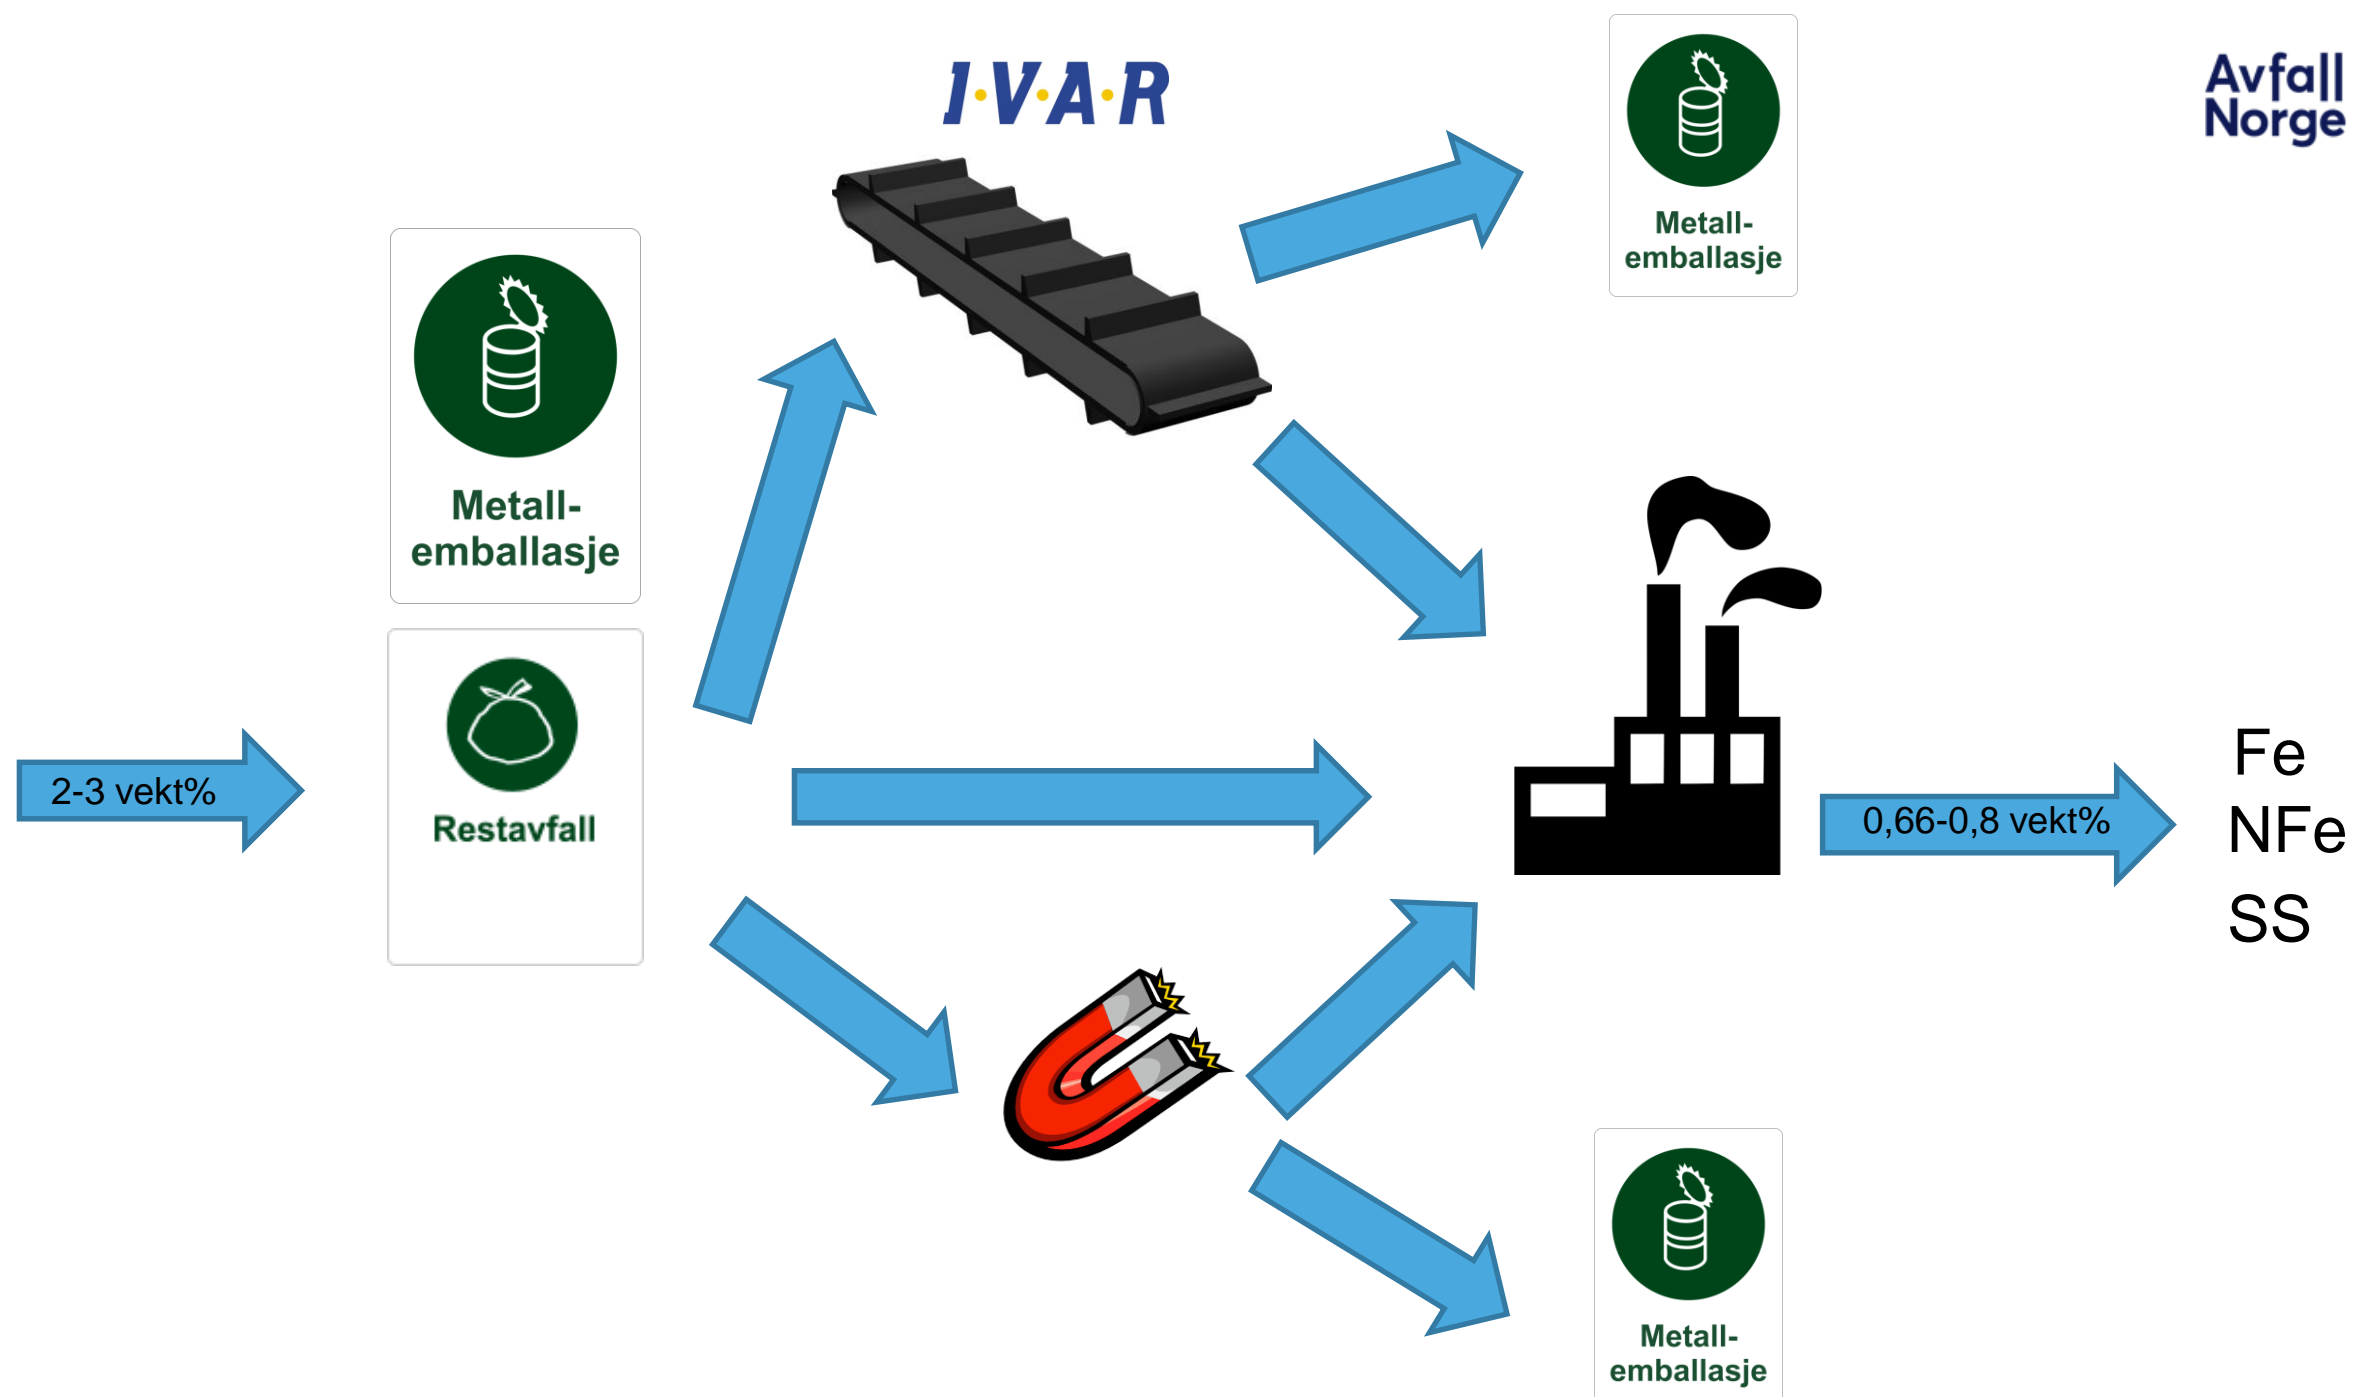 I·V·A·R
Avfall
Norge
Metall-
emballasje
Metall-
emballasje
Restavfall
2-3 vekt%
0,66-0,8 vekt%
Fe
NFe
SS
Metall-
emballasje